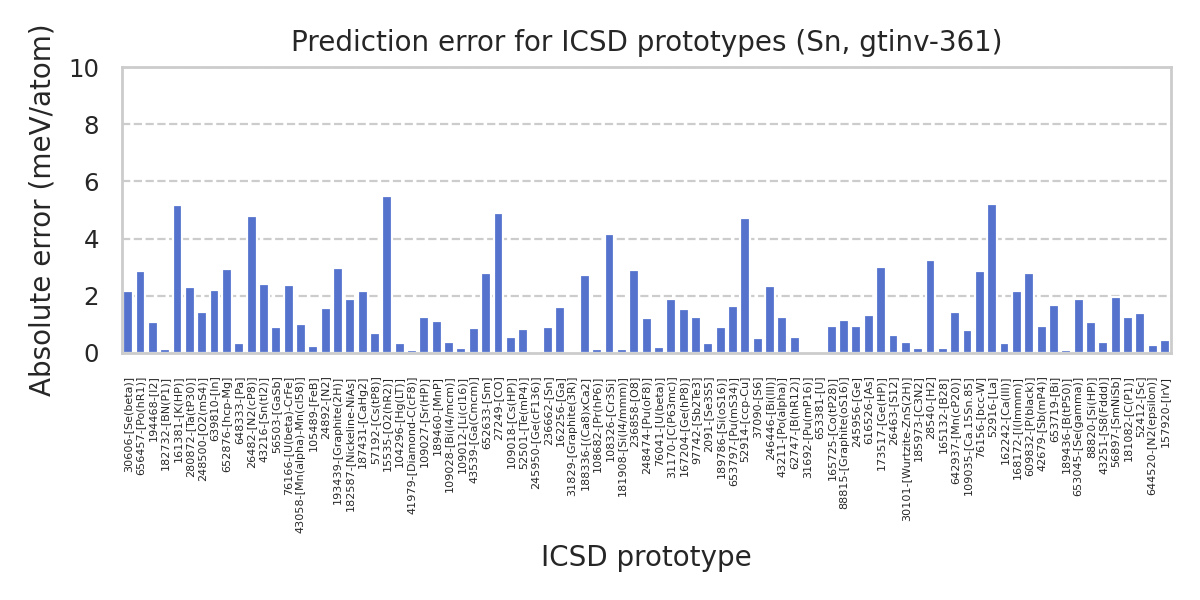 Prediction error for ICSD prototypes (Sn, gtinv-361)
Absolute error (meV/atom)
10
8
6
4
2
0
306006-[Se(beta)]
656457-[Po(hR1)]
194468-[I2]
182732-[BN(P1)]
161381-[K(HP)]
280872-[Ta(tP30)]
248500-[O2(mS4)]
639810-[In]
652876-[hcp-Mg]
648333-[Pa]
26482-[N2(cP8)]
43216-[Sn(tI2)]
56503-[GaSb]
76166-[U(beta)-CrFe]
43058-[Mn(alpha)-Mn(cI58)]
105489-[FeB]
24892-[N2]
193439-[Graphite(2H)]
182587-[Nickeline-NiAs]
187431-[CaHg2]
57192-[Cs(tP8)]
15535-[O2(hR2)]
104296-[Hg(LT)]
41979-[Diamond-C(cF8)]
109027-[Sr(HP)]
189460-[MnP]
109028-[Bi(I4/mcm)]
109012-[Li(cI16)]
43539-[Ga(Cmcm)]
652633-[Sm]
27249-[CO]
109018-[Cs(HP)]
52501-[Te(mP4)]
245950-[Ge(cF136)]
236662-[Sn]
162256-[Ga]
31829-[Graphite(3R)]
188336-[(Ca8)xCa2]
108682-[Pr(hP6)]
108326-[Cr3Si]
181908-[Si(I4/mmm)]
236858-[O8]
248474-[Pu(oF8)]
76041-[U(beta)]
31170-[C(P63mc)]
167204-[Ge(hP8)]
97742-[Sb2Te3]
2091-[Se3S5]
189786-[Si(oS16)]
653797-[Pu(mS34)]
52914-[ccp-Cu]
37090-[S6]
246446-[Bi(III)]
43211-[Po(alpha)]
62747-[B(hR12)]
31692-[Pu(mP16)]
653381-[U]
165725-[Co(tP28)]
88815-[Graphite(oS16)]
245956-[Ge]
616526-[As]
173517-[Ge(HP)]
26463-[S12]
30101-[Wurtzite-ZnS(2H)]
185973-[C3N2]
28540-[H2]
165132-[B28]
642937-[Mn(cP20)]
109035-[Ca.15Sn.85]
76156-[bcc-W]
52916-[La]
162242-[Ca(III)]
168172-[I(Immm)]
609832-[P(black)]
42679-[Sb(mP4)]
653719-[Bi]
189436-[B(tP50)]
653045-[Se(gamma)]
88820-[Si(HP)]
43251-[S8(Fddd)]
56897-[SmNiSb]
181082-[C(P1)]
52412-[Sc]
644520-[N2(epsilon)]
157920-[IrV]
ICSD prototype